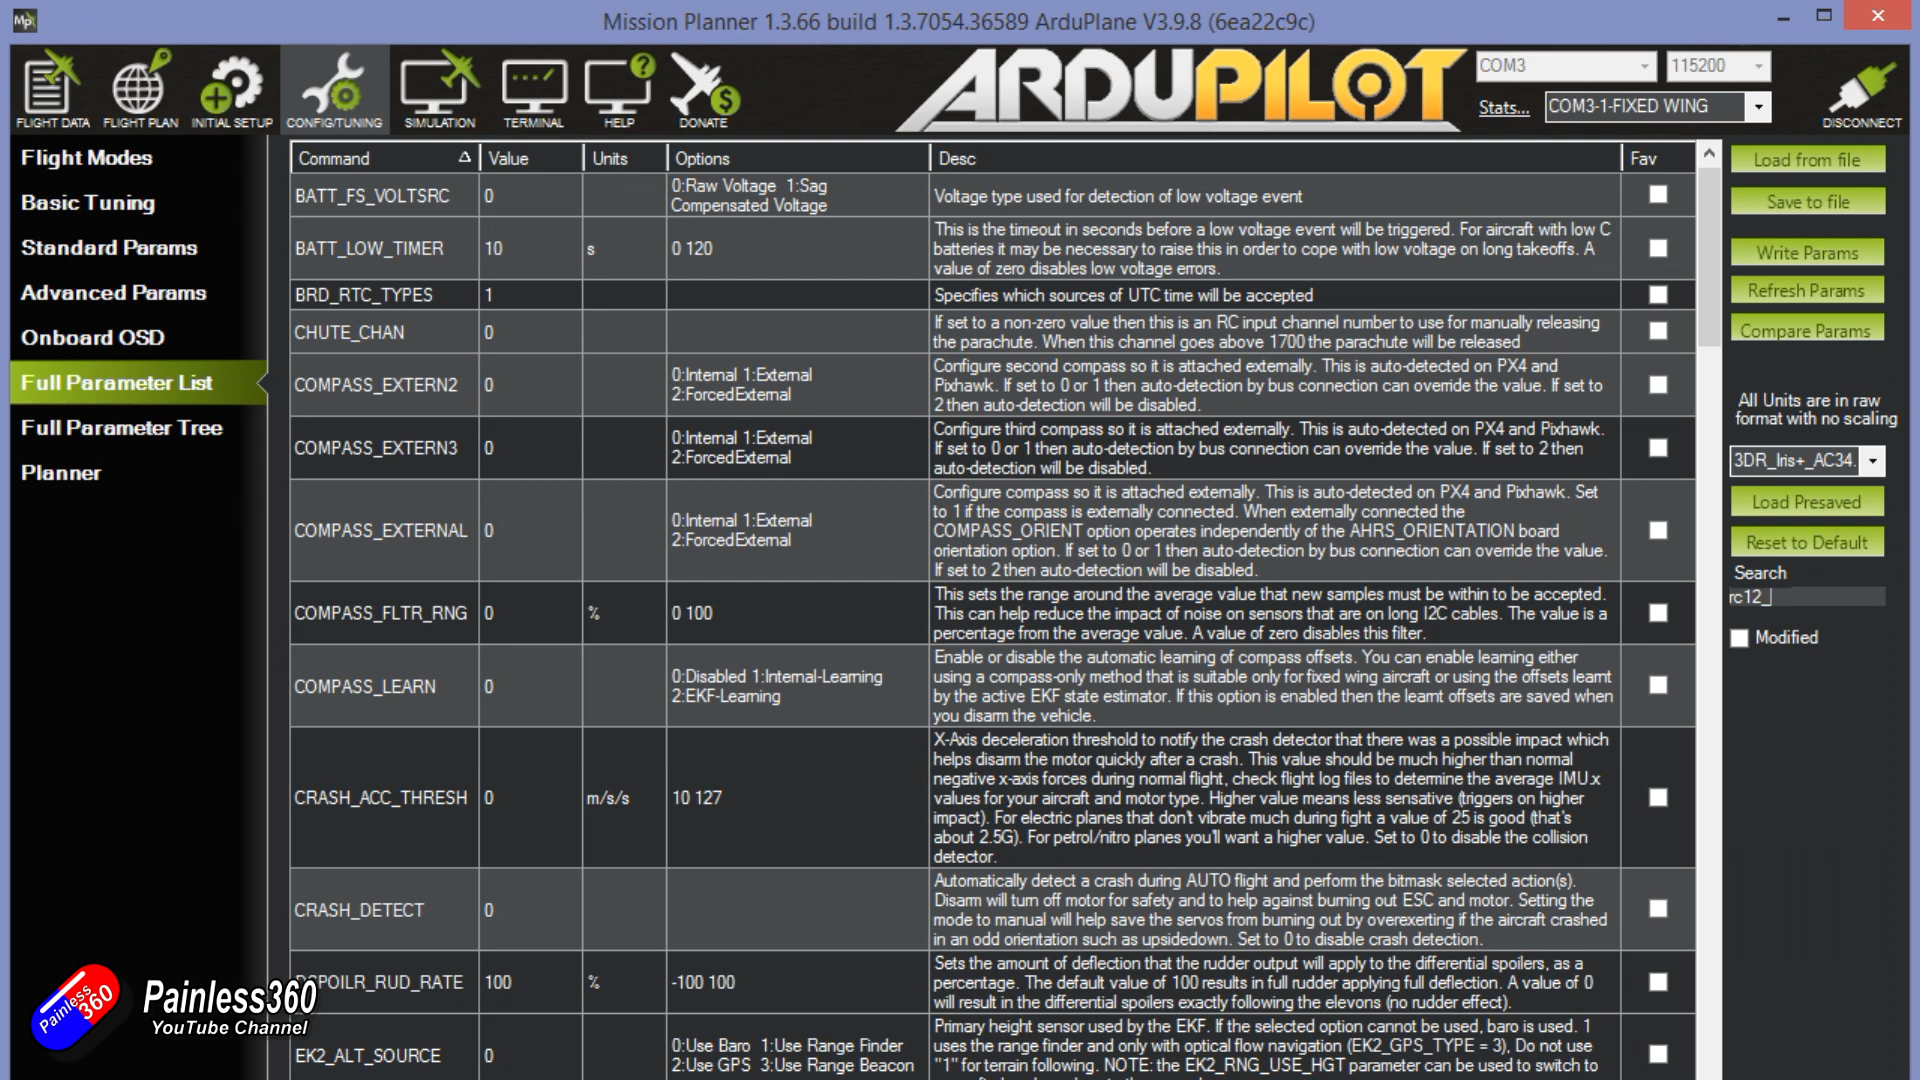 Mp
Mission Planner 1.3.66 build 1.3.7054.36589 ArduPlane V3.9.8 (6ea22c9c)
FLIGHT DATA
FLIGHT PLAN
INITIAL SETUP
CONFIG/TUNING
SIMULATION
TERMINAL
HELP
DONATE
ARDUPILOT
COM3
115200
Stats...
COM3-1-FIXED WING
DISCONNECT
Flight Modes
Basic Tuning
Standard Params
Advanced Params
Onboard OSD
Full Parameter List
Full Parameter Tree
Planner
Command Value Units Options Desc Fav
BATT_FS_VOLTSRC 0
0:Raw Voltage 1:Sag
Compensated Voltage
Voltage type used for detection of low voltage event
BATT_LOW_TIMER 10 s 0 120
This is the timeout in seconds before a low voltage event will be triggered. For aircraft with low C
batteries it may be necessary to raise this in order to cope with low voltage on long takeoffs. A
value of zero disables low voltage errors.
BRD_RTC_TYPES 1
Specifies which sources of UTC time will be accepted
CHUTE_CHAN 0
If set to a non-zero value then this is an RC input channel number to use for manually releasing
the parachute. When this channel goes above 1700 the parachute will be released
COMPASS_EXTERN2 0
0:Internal 1:External
2:ForcedExternal
Configure second compass so it is attached externally. This is auto-detected on PX4 and
Pixhawk. If set to 0 or 1 then auto-detection by bus connection can override the value. If set to
2 then auto-detection will be disabled.
COMPASS_EXTERN3 0
0:Internal 1:External
2:ForcedExternal
Configure third compass so it is attached externally. This is auto-detected on PX4 and Pixhawk.
If set to 0 or 1 then auto-detection by bus connection can override the value. If set to 2 then
auto-detection will be disabled.
COMPASS_EXTERNAL 0
0:Internal 1:External
2:ForcedExternal
Configure compass so it is attached externally. This is auto-detected on PX4 and Pixhawk. Set
to 1 if the compass is externally connected. When externally connected the
COMPASS_ORIENT option operates independently of the AHRS_ORIENTATION board
orientation option. If set to 0 or 1 then auto-detection by bus connection can override the value.
If set to 2 then auto-detection will be disabled.
COMPASS_FLTR_RNG 0 % 0 100
This sets the range around the average value that new samples must be within to be accepted.
This can help reduce the impact of noise on sensors that are on long I2C cables. The value is a
percentage from the average value. A value of zero disables this filter.
COMPASS_LEARN 0
0:Disabled 1:Internal-Learning
2:EKF-Learning
Enable or disable the automatic learning of compass offsets. You can enable learning either
using a compass-only method that is suitable only for fixed wing aircraft or using the offsets learnt
by the active EKF state estimator. If this option is enabled then the learnt offsets are saved when
you disarm the vehicle.
CRASH_ACC_THRESH 0 m/s/s 10 127
X-Axis deceleration threshold to notify the crash detector that there was a possible impact which
helps disarm the motor quickly after a crash. This value should be much higher than normal
negative x-axis forces during normal flight, check flight log files to determine the average IMU.x
values for your aircraft and motor type. Higher value means less sensative (triggers on higher
impact). For electric planes that don't vibrate much during fight a value of 25 is good (that's
about 2.5G). For petrol/nitro planes you'll want a higher value. Set to 0 to disable the collision
detector.
CRASH_DETECT 0
Automatically detect a crash during AUTO flight and perform the bitmask selected action(s).
Disarm will turn off motor for safety and to help against burning out ESC and motor. Setting the
mode to manual will help save the servos from burning out by overexerting if the aircraft crashed
in an odd orientation such as upsidedown. Set to 0 to disable crash detection.
SPOILR_RUD_RATE 100 % -100 100
Sets the amount of deflection that the rudder output will apply to the differential spoilers, as a
percentage. The default value of 100 results in full rudder applying full deflection. A value of 0
will result in the differential spoilers exactly following the elevons (no rudder effect).
EK2_ALT_SOURCE 0
0:Use Baro 1:Use Range Finder
2:Use GPS 3:Use Range Beacon
Primary height sensor used by the EKF. If the selected option cannot be used, baro is used. 1
uses the range finder and only with optical flow navigation (EK2_GPS_TYPE = 3), Do not use
"1" for terrain following. NOTE: the EK2_RNG_USE_HGT parameter can be used to switch to
Load from file
Save to file
Write Params
Refresh Params
Compare Params
All Units are in raw
format with no scaling
3DR_Iris+_AC34.
Load Presaved
Reset to Default
Search
rc12_
Modified
Painless
360
Painless360
YouTube Channel